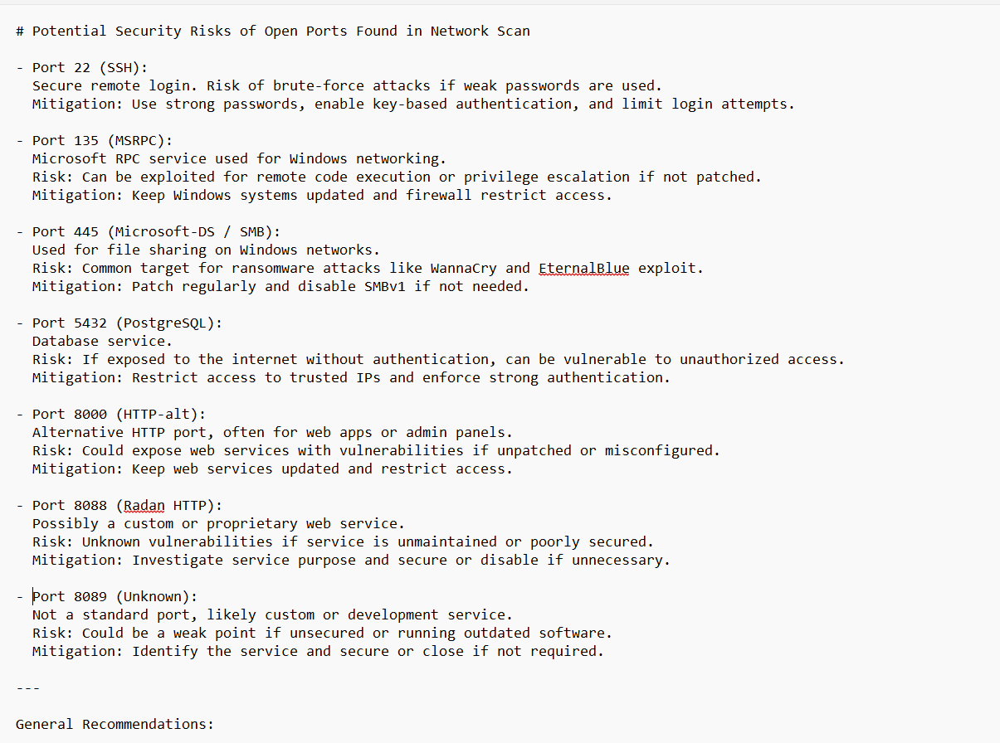 # Potential Security Risks of Open Ports Found in Network Scan
- Port 22 (SSH):
Secure remote login. Risk of brute-force attacks if weak passwords are used.
Mitigation: Use strong passwords, enable key-based authentication, and limit login attempts.
- Port 135 (MSRPC):
Microsoft RPC service used for Windows networking.
Risk: Can be exploited for remote code execution or privilege escalation if not patched.
Mitigation: Keep Windows systems updated and firewall restrict access.
- Port 445 (Microsoft-DS / SMB):
Used for file sharing on Windows networks.
Risk: Common target for ransomware attacks like WannaCry and EternalBlue exploit.
Mitigation: Patch regularly and disable SMBv1 if not needed.
- Port 5432 (PostgreSQL):
Database service.
Risk: If exposed to the internet without authentication, can be vulnerable to unauthorized access.
Mitigation: Restrict access to trusted IPs and enforce strong authentication.
- Port 8000 (HTTP-alt):
Alternative HTTP port, often for web apps or admin panels.
Risk: Could expose web services with vulnerabilities if unpatched or misconfigured.
Mitigation: Keep web services updated and restrict access.
- Port 8088 (Radan HTTP):
Possibly a custom or proprietary web service.
Risk: Unknown vulnerabilities if service is unmaintained or poorly secured.
Mitigation: Investigate service purpose and secure or disable if unnecessary.
- Port 8089 (Unknown):
Not a standard port, likely custom or development service.
Risk: Could be a weak point if unsecured or running outdated software.
Mitigation: Identify the service and secure or close if not required.
---
General Recommendations: